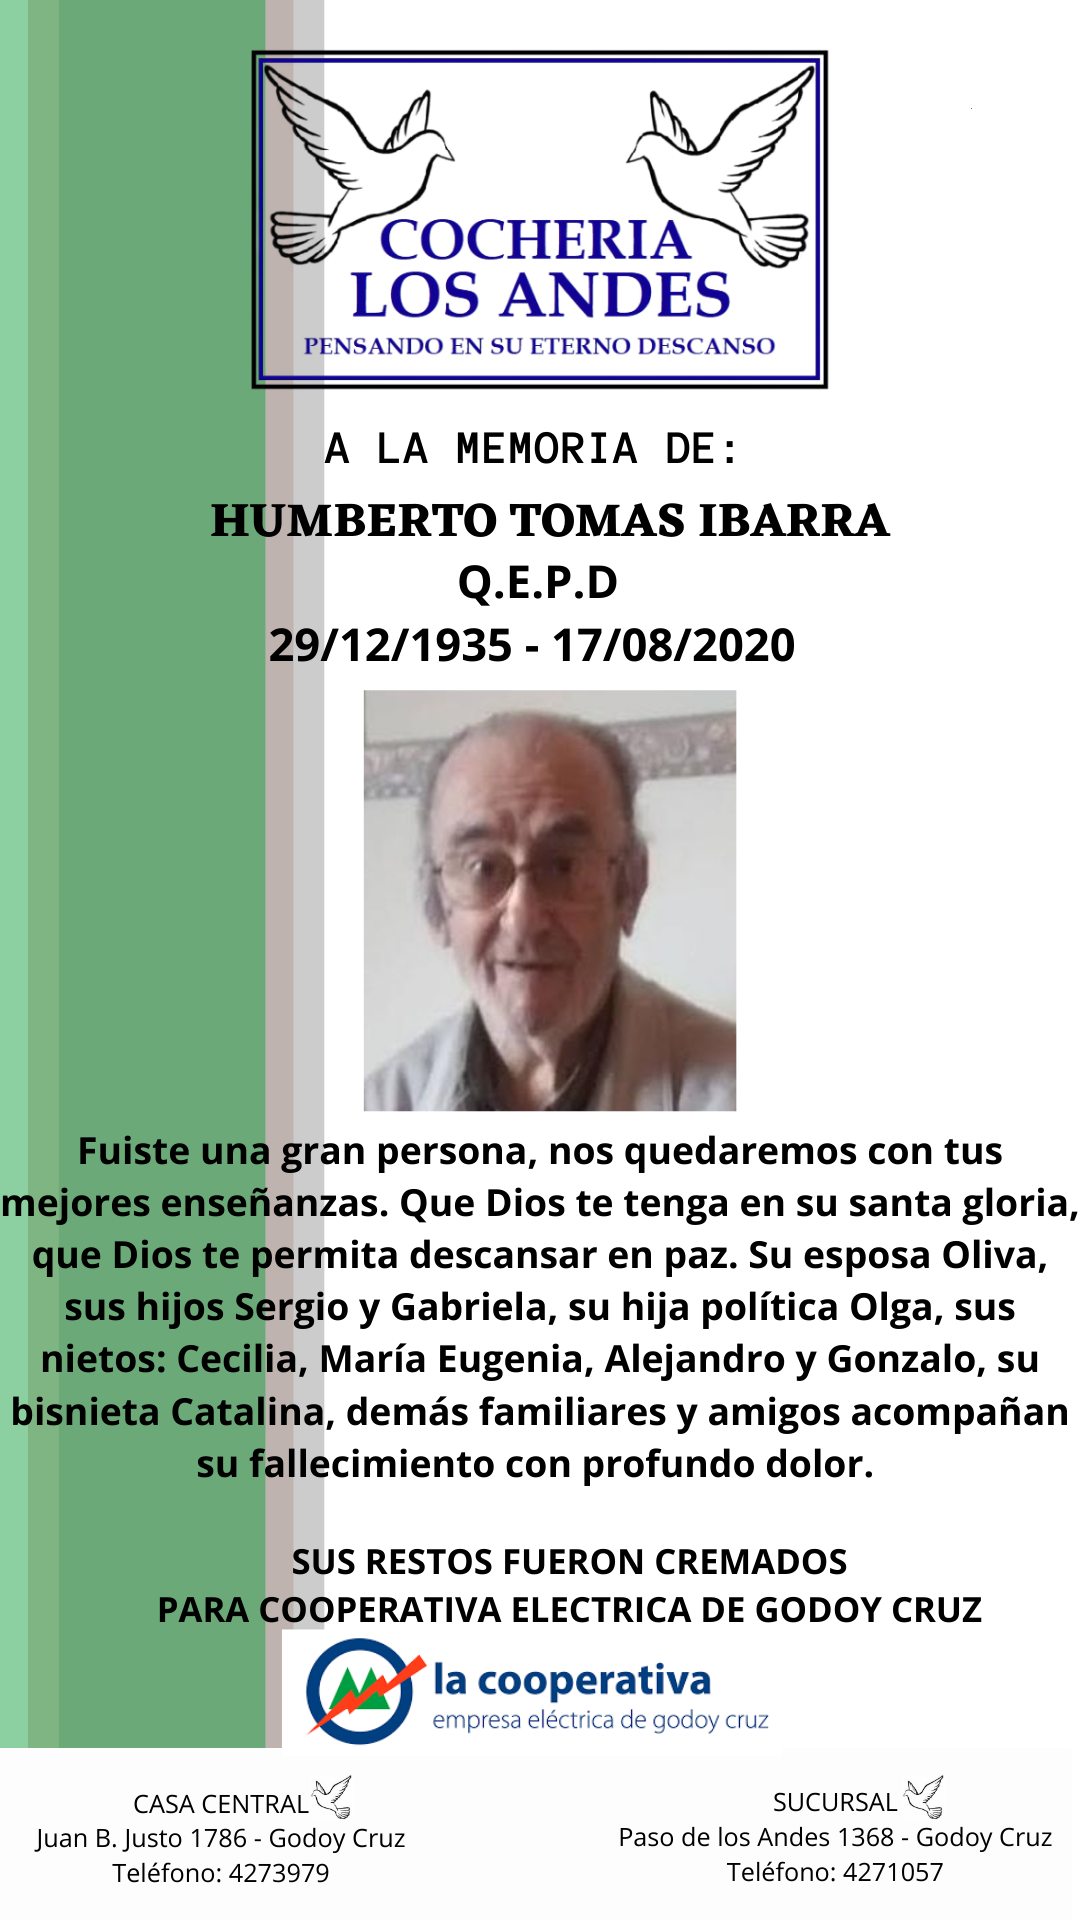 COCHERIA
LOS ANDES
PENSANDO EN SU ETERNO DESCANSO
A LA MEMORIA DE:
HUMBERTO TOMAS IBARRA
Q.E.P.D
29/12/1935 - 17/08/2020
Fuiste una gran persona, nos quedaremos con tus
mejores enseñanzas. Que Dios te tenga en su santa gloria,
que Dios te permita descansar en paz. Su esposa Oliva,
sus hijos Sergio y Gabriela, su hija política Olga, sus
nietos: Cecilia, María Eugenia, Alejandro y Gonzalo, su
bisnieta Catalina, demás familiares y amigos acompañan
su fallecimiento con profundo dolor.
SUS RESTOS FUERON CREMADOS
PARA COOPERATIVA ELECTRICA DE GODOY CRUZ
la cooperativa
empresa eléctrica de godoy cruz
CASA CENTRAL
Juan B. Justo 1786 - Godoy Cruz
Teléfono: 4273979
SUCURSAL
Paso de los Andes 1368 - Godoy Cruz
Teléfono: 4271057